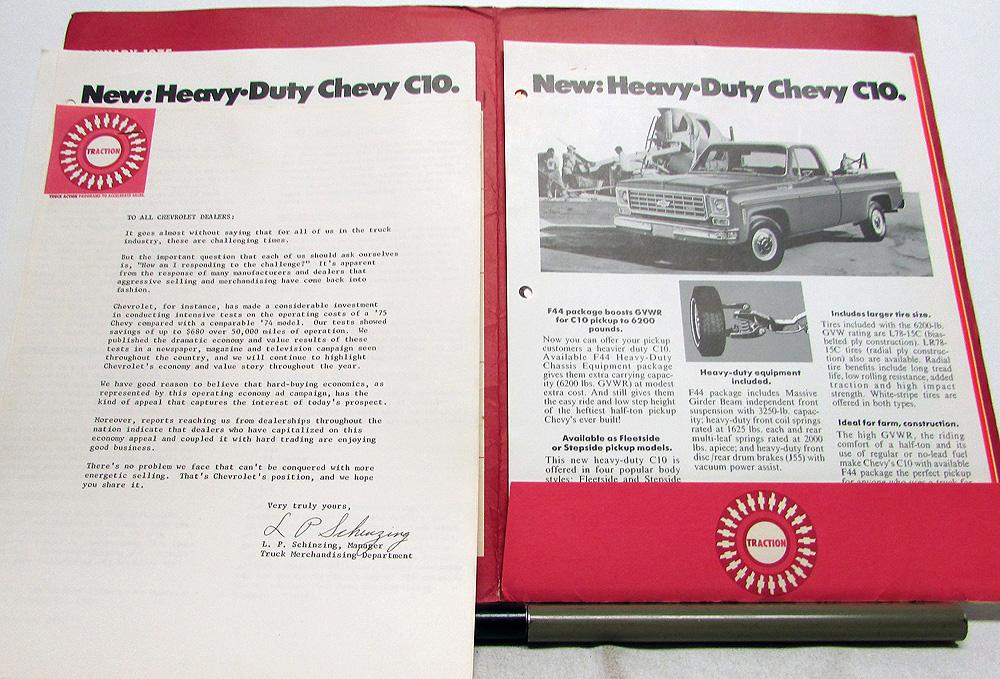 New: Heavy-Duty Chevy C10.
TRACTION
TRUCK ACTION PROGRAMS TO ACCELERATE SALES.
TO ALL CHEVROLET DEALERS:
It goes almost without saying that for all of us in the truck
industry, these are challenging times.
But the important question that each of us should ask ourselves
is, "How am I responding to the challenge?" It's apparent
from the response of many manufacturers and dealers that
aggressive selling and merchandising have come back into
fashion.
Chevrolet, for instance, has made a considerable investment
in conducting intensive tests on the operating costs of a '75
Chevy compared with a comparable '74 model. Our tests showed
savings of up to $680 over 50,000 miles of operation. We
published the dramatic economy and value results of these
tests in a newspaper, magazine and television campaign seen
throughout the country, and we will continue to highlight
Chevrolet's economy and value story throughout the year.
We have good reason to believe that hard-buying economics, as
represented by this operating economy ad campaign, has the
kind of appeal that captures the interest of today's prospect.
Moreover, reports reaching us from dealerships throughout the
nation indicate that dealers who have capitalized on this
economy appeal and coupled it with hard trading are enjoying
good business.
There's no problem we face that can't be conquered with more
energetic selling. That's Chevrolet's position, and we hope
you share it.
Very truly yours,
L P Schinzing
L. P. Schinzing, Manager
Truck Merchandising Department
New: Heavy-Duty Chevy C10.
F44 package boosts GVWR
for C10 pickup to 6200
pounds.
Now you can offer your pickup
customers a heavier duty C10.
Available F44 Heavy-Duty
Chassis Equipment package
gives them extra carrying capac-
ity (6200 lbs. GVWR) at modest
extra cost. And still gives them
the easy ride and low step height
of the heftiest half-ton pickup
Chevy's ever built!
Available as Fleetside
or Stepside pickup models.
This new heavy-duty C10 is
offered in four popular body
styles: Fleetside and Stepside
Heavy-duty equipment
included.
F44 package includes Massive
Girder Beam independent front
suspension with 3250-lb. capac-
ity; heavy-duty front coil springs
rated at 1625 lbs. each and rear
multi-leaf springs rated at 2000
lbs. apiece; and heavy-duty front
disc/rear drum brakes (J55) with
vacuum power assist.
Includes larger tire size.
Tires included with the 6200-lb.
GVW rating are L78-15C (bias-
belted ply construction). LR78-
15C tires (radial ply construc-
tion) also are available. Radial
tire benefits include long tread
life, low rolling resistance, added
traction and high impact
strength. White-stripe tires are
offered in both types.
Ideal for farm, construction.
The high GVWR, the riding
comfort of a half-ton and its
use of regular or no-lead fuel
make Chevy's C10 with available
F44 package the perfect pickup
for anyone who uses a truck for
TRACTION